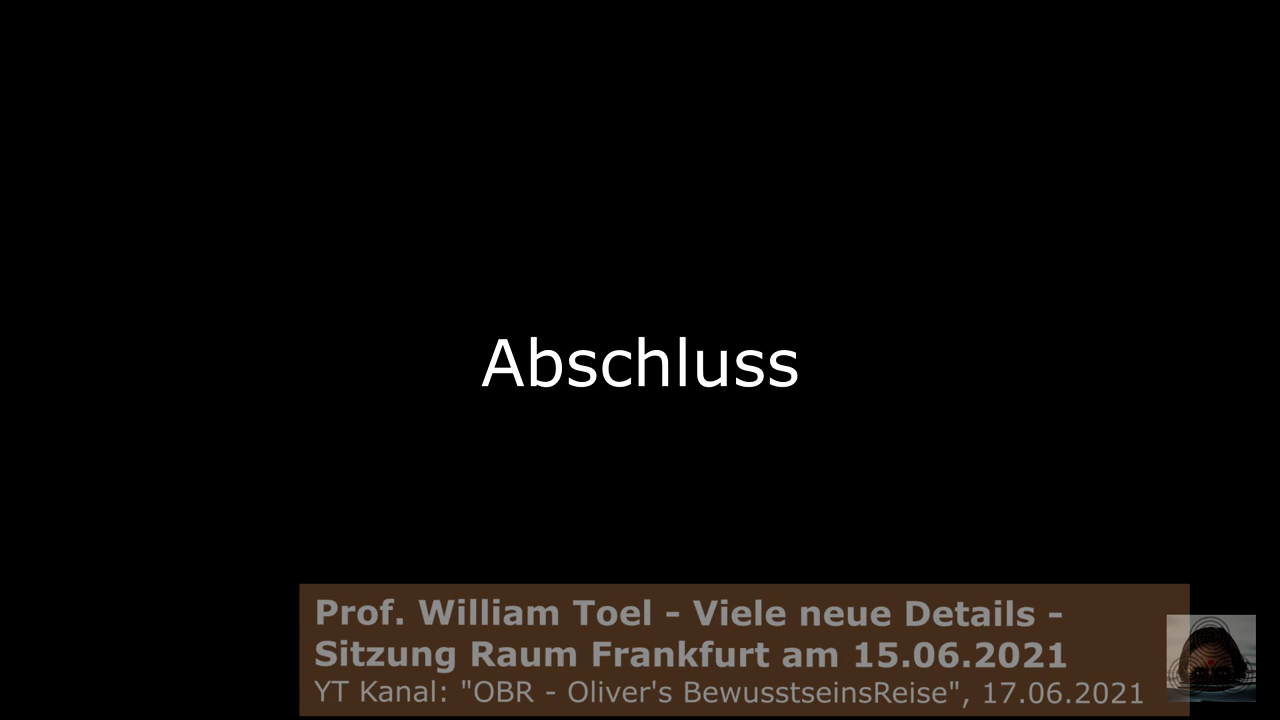 Abschluss
Prof. William Toel - Viele neue Details -
Sitzung Raum Frankfurt am 15.06.2021
YT Kanal: "OBR - Oliver's BewusstseinsReise", 17.06.2021